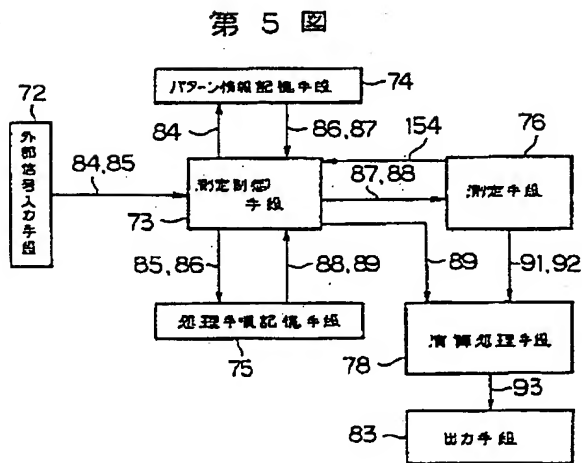 第 5 図
72
外部信号入力手段
84,85
パターン情報記憶手段
74
84
86,87
154
76
測定制御
手段
73
87,88
測定手段
85,86
88,89
89
91,92
処理手順記憶手段
75
演算処理手段
78
93
83
出力手段